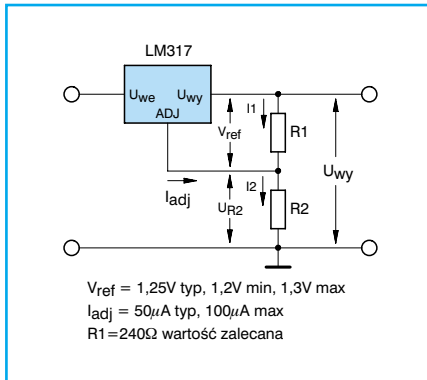 LM317
Uwe Uwy
ADJ
Vref
I1
R1
Iadj
UR2
I2
R2
Uwy
Vref = 1,25V typ, 1,2V min, 1,3V max
Iadj = 50μA typ, 100μA max
R1=240Ω wartość zalecana